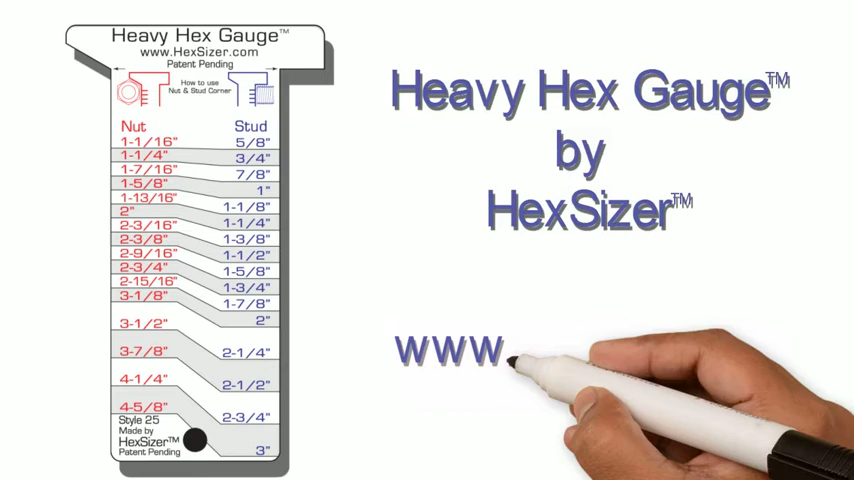 Heavy Hex Gauge™
www.HexSizer.com
Patent Pending
How to use
Nut & Stud Corner
Nut Stud
1-1/16" 5/8"
1-1/4" 3/4"
1-7/16" 7/8"
1-5/8" 1"
1-13/16" 1-1/8"
2" 1-1/4"
2-3/16" 1-3/8"
2-3/8" 1-1/2"
2-9/16" 1-5/8"
2-3/4" 1-3/4"
2-15/16" 1-7/8"
3-1/8" 2"
3-1/2" 2-1/4"
3-7/8" 2-1/2"
4-1/4" 2-3/4"
4-5/8" 3"
Style 25
Made by
HexSizer™
Patent Pending
Heavy Hex Gauge™
by
HexSizer™
www